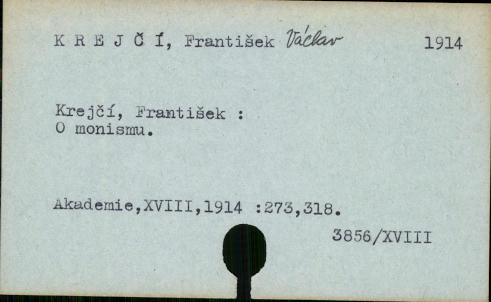 K R E J Č Í, František Václav 1914
Krejčí, František :
O monismu.
Akademie,XVIII,1914 :273,318.
3856/XVIII